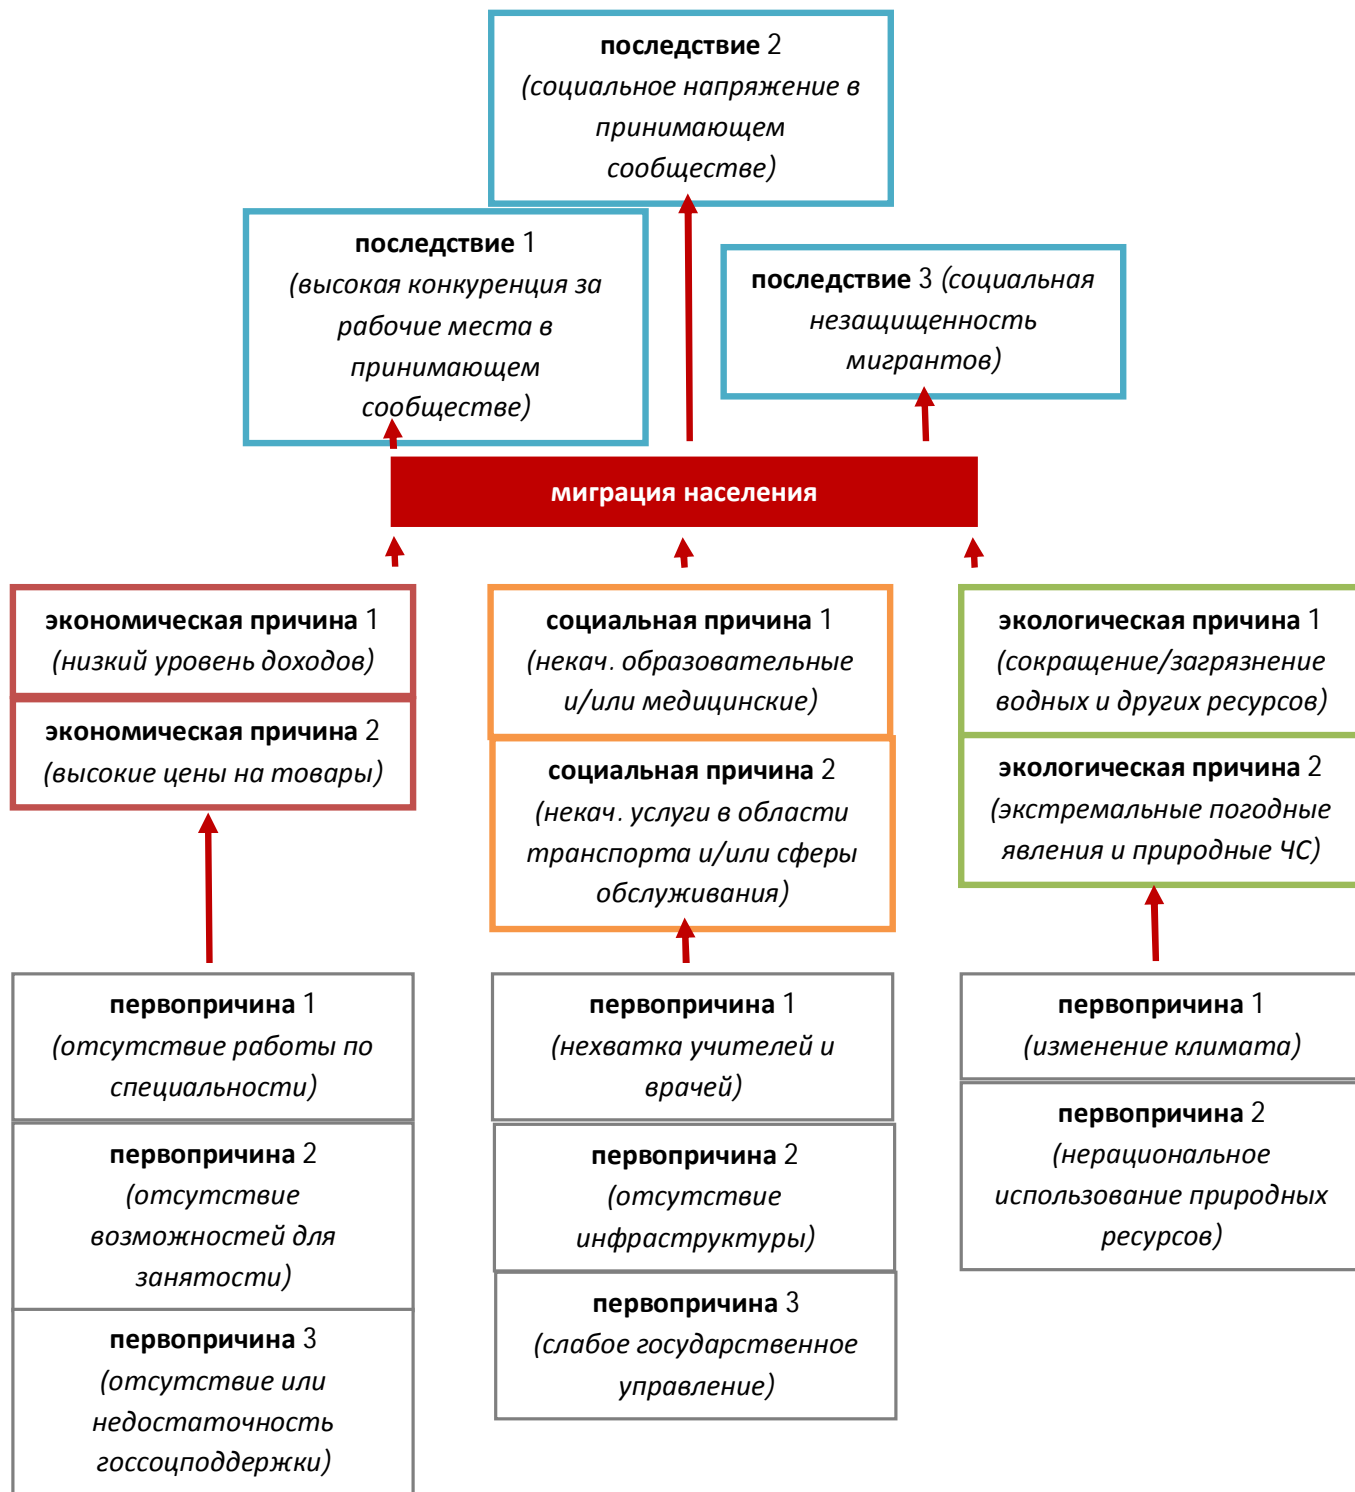 последствие 2
(социальное напряжение в
принимающем
сообществе)
последствие 1
(высокая конкуренция за
рабочие места в
принимающем
сообществе)
последствие 3 (социальная
незащищенность
мигрантов)
миграция населения
экономическая причина 1
(низкий уровень доходов)
экономическая причина 2
(высокие цены на товары)
социальная причина 1
(некач. образовательные
и/или медицинские)
социальная причина 2
(некач. услуги в области
транспорта и/или сферы
обслуживания)
экологическая причина 1
(сокращение/загрязнение
водных и других ресурсов)
экологическая причина 2
(экстремальные погодные
явления и природные ЧС)
первопричина 1
(отсутствие работы по
специальности)
первопричина 2
(отсутствие
возможностей для
занятости)
первопричина 3
(отсутствие или
недостаточность
госсоцподдержки)
первопричина 1
(нехватка учителей и
врачей)
первопричина 2
(отсутствие
инфраструктуры)
первопричина 3
(слабое государственное
управление)
первопричина 1
(изменение климата)
первопричина 2
(нерациональное
использование природных
ресурсов)